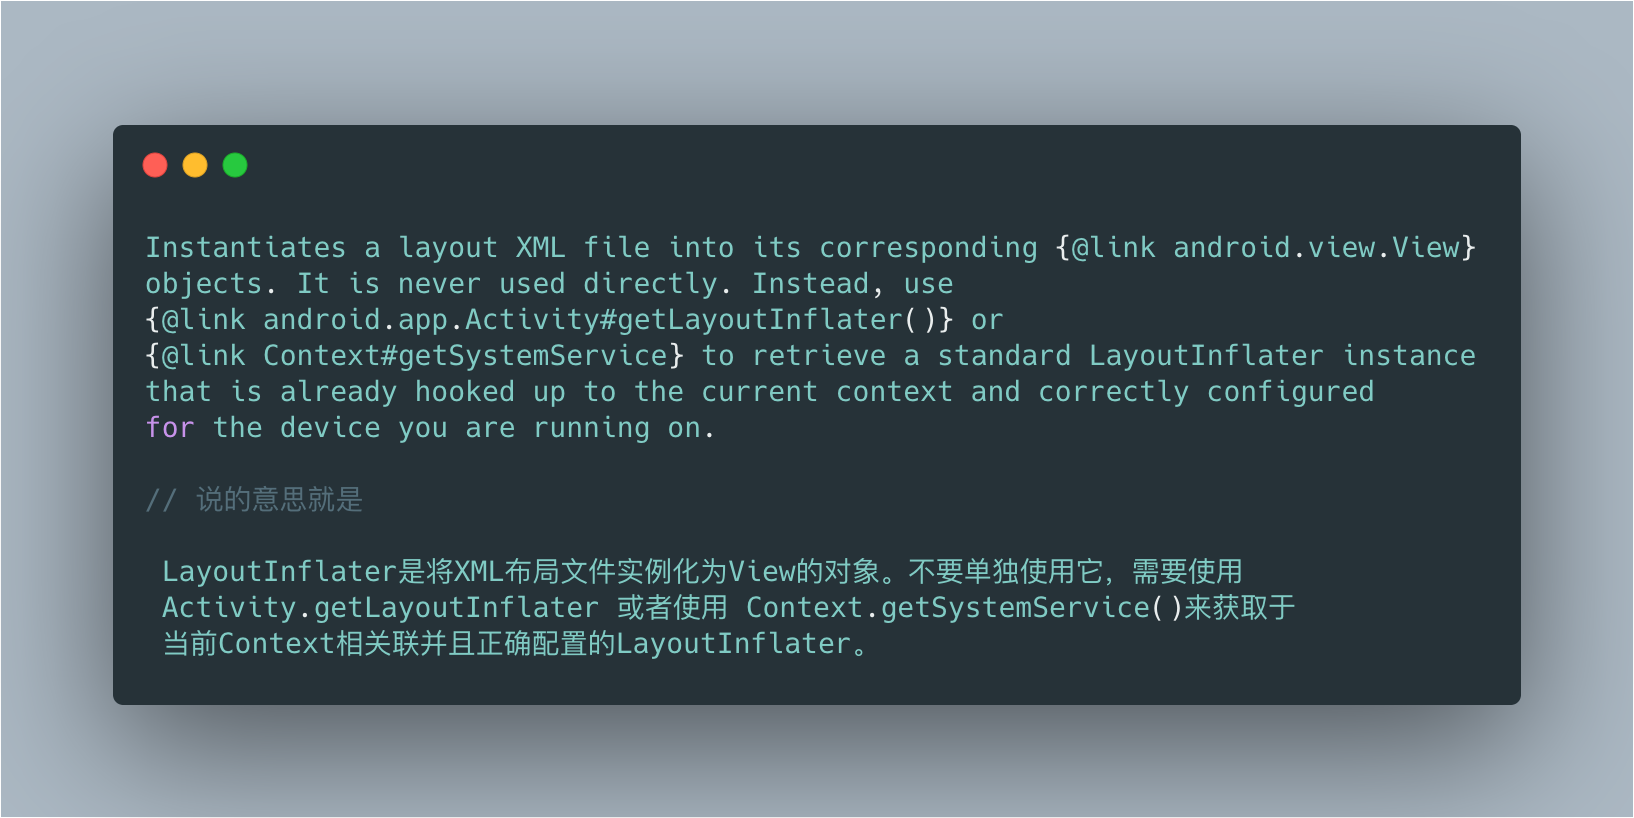 Instantiates a layout XML file into its corresponding {@link android.view.View}
objects. It is never used directly. Instead, use
{@link android.app.Activity#getLayoutInflater()} or
{@link Context#getSystemService} to retrieve a standard LayoutInflater instance
that is already hooked up to the current context and correctly configured
for the device you are running on.
// 说的意思就是
LayoutInflater是将XML布局文件实例化为View的对象。不要单独使用它，需要使用
Activity.getLayoutInflater 或者使用 Context.getSystemService()来获取于
当前Context相关联并且正确配置的LayoutInflater。